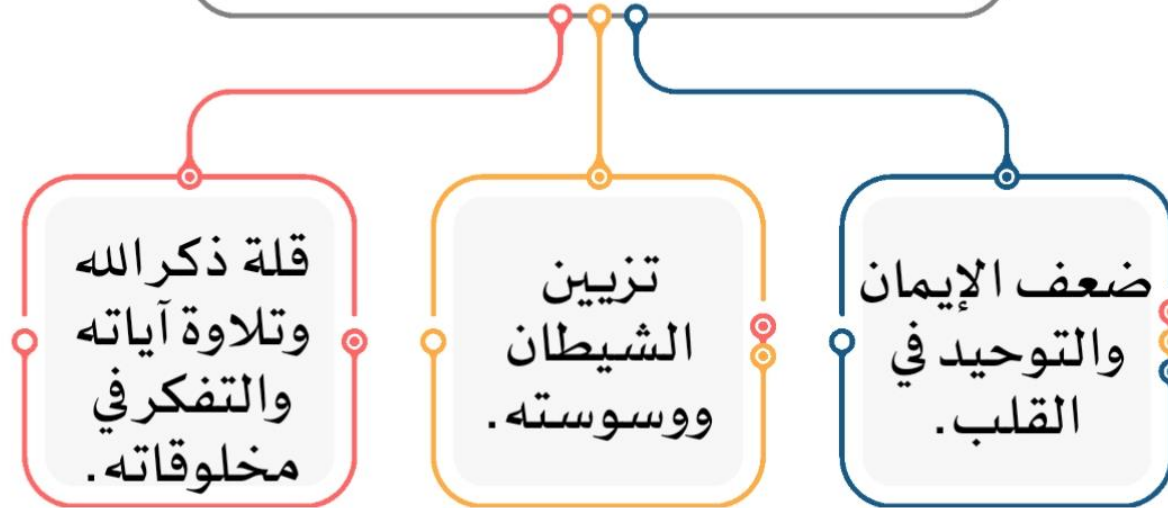 ضعف الإيمان
والتوحيد في
القلب.
تزيين
الشيطان
ووسوسته.
قلة ذكر الله
وتلاوة آياته
والتفكر في
مخلوقاته.